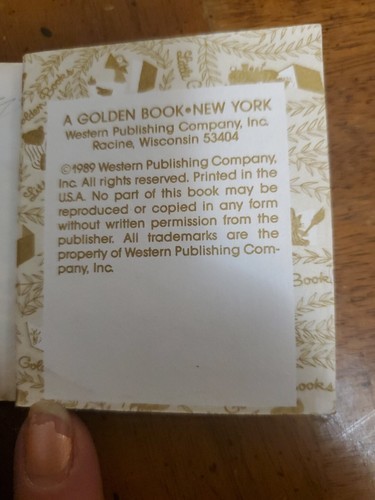 A GOLDEN BOOK•NEW YORK
Western Publishing Company, Inc.
Racine, Wisconsin 53404
©1989 Western Publishing Company,
Inc. All rights reserved. Printed in the
U.S.A. No part of this book may be
reproduced or copied in any form
without written permission from the
publisher. All trademarks are the
property of Western Publishing Com-
pany, Inc.
Book
ooks